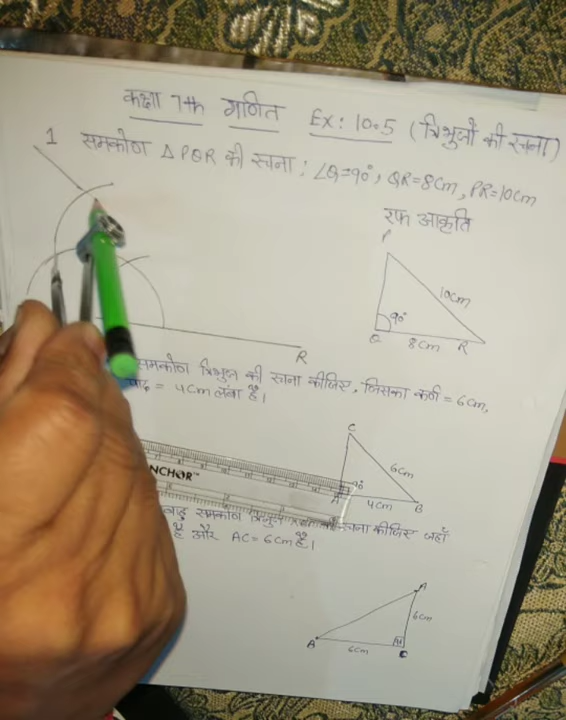 कक्षा 7th गणित Ex: 10.5 (त्रिभुजों की रचना)
1 समकोण Δ PQR की रचना : ∠Q=90°, QR=8cm, PR=10cm
रफ आकृति
P
10cm
90°
Q 8cm R
R
समकोण त्रिभुज की रचना कीजिए, जिसका कर्ण = 6cm,
= 4cm लंबा है।
C
6cm
90
A 4cm B
NCHOR™
समकोण त्रिभुज रचना कीजिए जहाँ
है और AC= 6cm है।
A
6cm
B 6cm